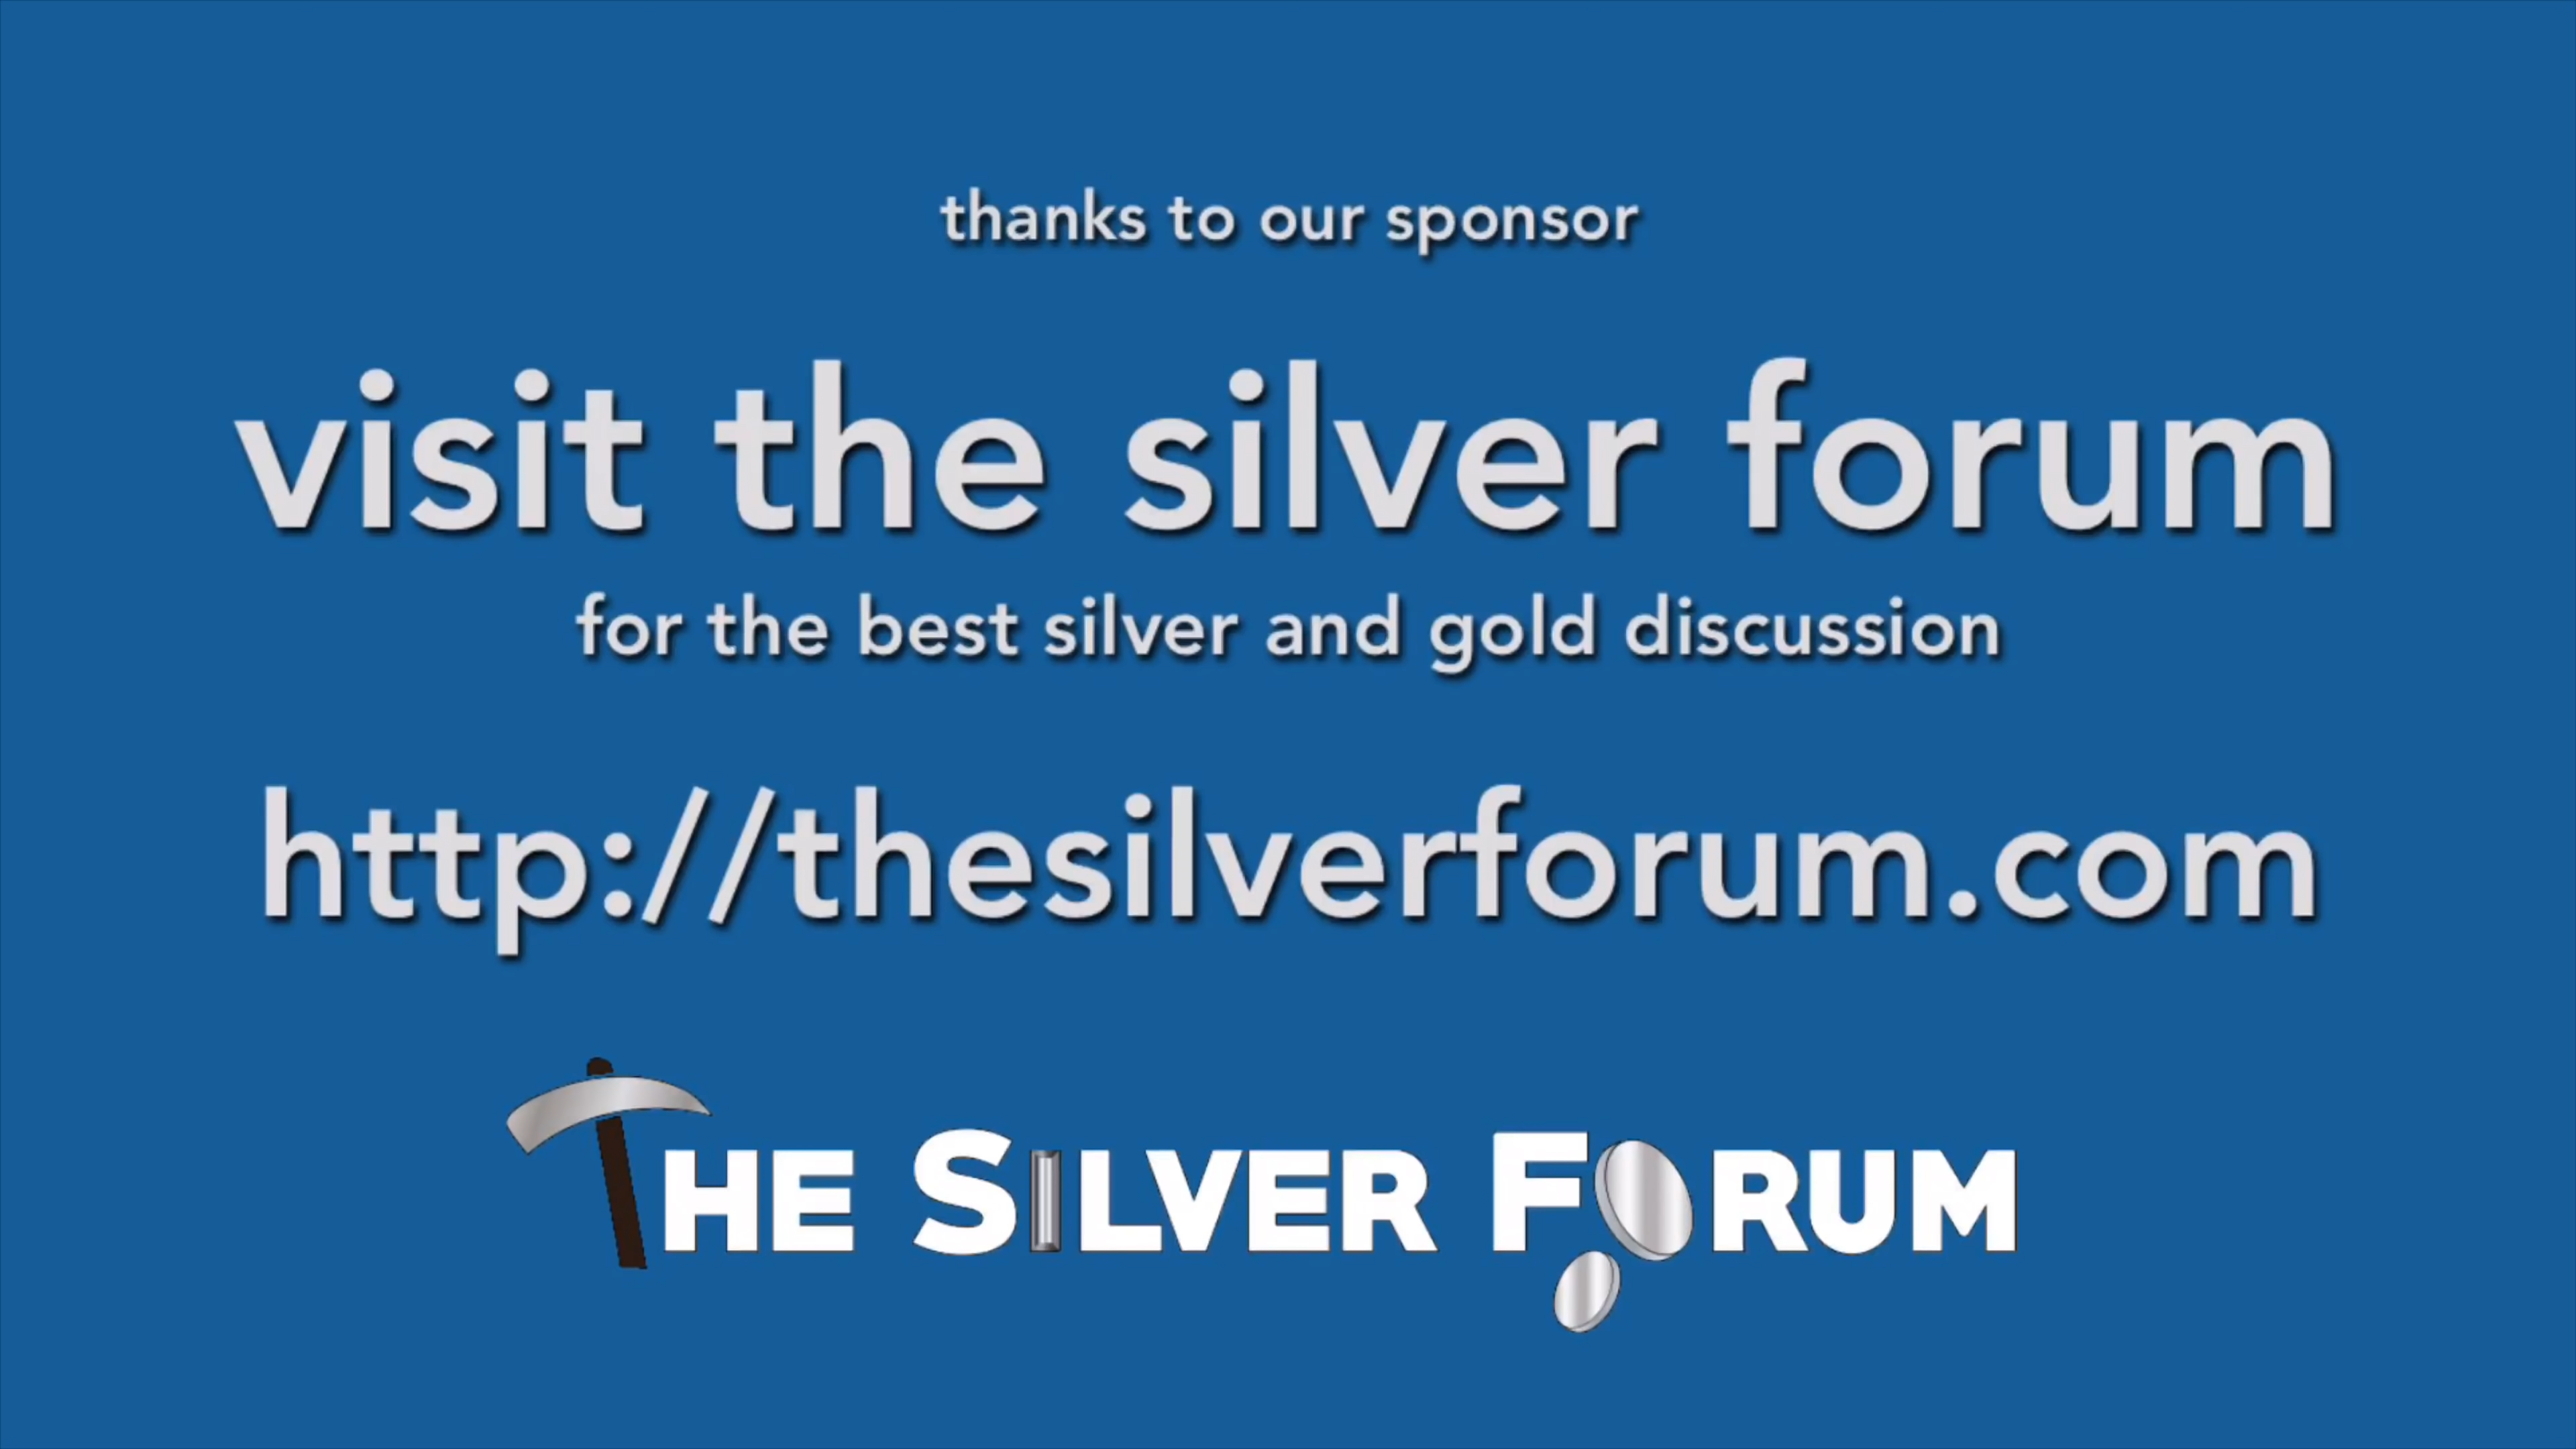 thanks to our sponsor
visit the silver forum
for the best silver and gold discussion
http://thesilverforum.com
THE SILVER FORUM